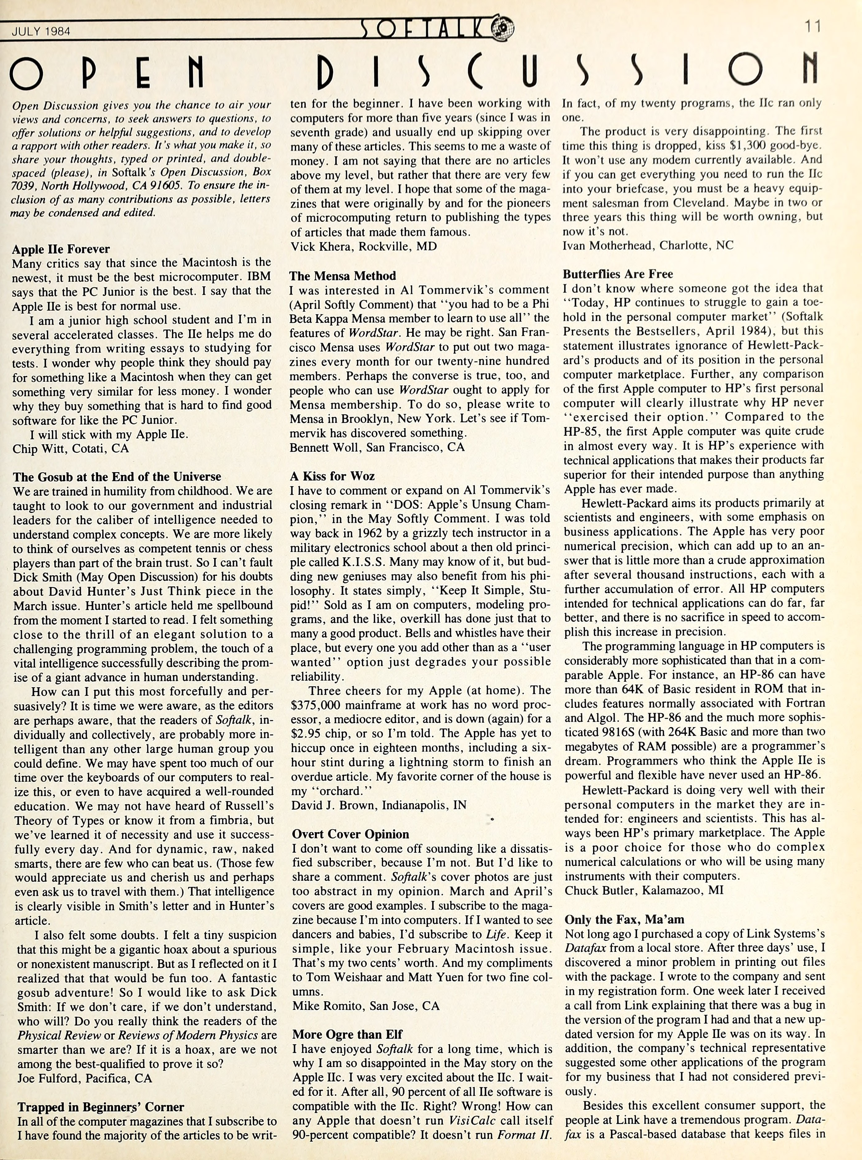 JULY 1984
SOFTALK
11
OPEN DISCUSSION
Open Discussion gives you the chance to air your
views and concerns, to seek answers to questions, to
offer solutions or helpful suggestions, and to develop
a rapport with other readers. It's what you make it, so
share your thoughts, typed or printed, and double-
spaced (please), in Softalk's Open Discussion, Box
7039, North Hollywood, CA 91605. To ensure the in-
clusion of as many contributions as possible, letters
may be condensed and edited.
Apple IIe Forever
Many critics say that since the Macintosh is the
newest, it must be the best microcomputer. IBM
says that the PC Junior is the best. I say that the
Apple IIe is best for normal use.
I am a junior high school student and I'm in
several accelerated classes. The IIe helps me do
everything from writing essays to studying for
tests. I wonder why people think they should pay
for something like a Macintosh when they can get
something very similar for less money. I wonder
why they buy something that is hard to find good
software for like the PC Junior.
I will stick with my Apple IIe.
Chip Witt, Cotati, CA
The Gosub at the End of the Universe
We are trained in humility from childhood. We are
taught to look to our government and industrial
leaders for the caliber of intelligence needed to
understand complex concepts. We are more likely
to think of ourselves as competent tennis or chess
players than part of the brain trust. So I can't fault
Dick Smith (May Open Discussion) for his doubts
about David Hunter's Just Think piece in the
March issue. Hunter's article held me spellbound
from the moment I started to read. I felt something
close to the thrill of an elegant solution to a
challenging programming problem, the touch of a
vital intelligence successfully describing the prom-
ise of a giant advance in human understanding.
How can I put this most forcefully and per-
suasively? It is time we were aware, as the editors
are perhaps aware, that the readers of Softalk, in-
dividually and collectively, are probably more in-
telligent than any other large human group you
could define. We may have spent too much of our
time over the keyboards of our computers to real-
ize this, or even to have acquired a well-rounded
education. We may not have heard of Russell's
Theory of Types or know it from a fimbria, but
we've learned it of necessity and use it success-
fully every day. And for dynamic, raw, naked
smarts, there are few who can beat us. (Those few
would appreciate us and cherish us and perhaps
even ask us to travel with them.) That intelligence
is clearly visible in Smith's letter and in Hunter's
article.
I also felt some doubts. I felt a tiny suspicion
that this might be a gigantic hoax about a spurious
or nonexistent manuscript. But as I reflected on it I
realized that that would be fun too. A fantastic
gosub adventure! So I would like to ask Dick
Smith: If we don't care, if we don't understand,
who will? Do you really think the readers of the
Physical Review or Reviews of Modern Physics are
smarter than we are? If it is a hoax, are we not
among the best-qualified to prove it so?
Joe Fulford, Pacifica, CA
Trapped in Beginners' Corner
In all of the computer magazines that I subscribe to
I have found the majority of the articles to be writ-
ten for the beginner. I have been working with
computers for more than five years (since I was in
seventh grade) and usually end up skipping over
many of these articles. This seems to me a waste of
money. I am not saying that there are no articles
above my level, but rather that there are very few
of them at my level. I hope that some of the maga-
zines that were originally by and for the pioneers
of microcomputing return to publishing the types
of articles that made them famous.
Vick Khera, Rockville, MD
The Mensa Method
I was interested in Al Tommervik's comment
(April Softly Comment) that "you had to be a Phi
Beta Kappa Mensa member to learn to use all" the
features of WordStar. He may be right. San Fran-
cisco Mensa uses WordStar to put out two maga-
zines every month for our twenty-nine hundred
members. Perhaps the converse is true, too, and
people who can use WordStar ought to apply for
Mensa membership. To do so, please write to
Mensa in Brooklyn, New York. Let's see if Tom-
mervik has discovered something.
Bennett Woll, San Francisco, CA
A Kiss for Woz
I have to comment or expand on Al Tommervik's
closing remark in "DOS: Apple's Unsung Cham-
pion," in the May Softly Comment. I was told
way back in 1962 by a grizzly tech instructor in a
military electronics school about a then old princi-
ple called K.I.S.S. Many may know of it, but bud-
ding new geniuses may also benefit from his phi-
losophy. It states simply, "Keep It Simple, Stu-
pid!" Sold as I am on computers, modeling pro-
grams, and the like, overkill has done just that to
many a good product. Bells and whistles have their
place, but every one you add other than as a "user
wanted" option just degrades your possible
reliability.
Three cheers for my Apple (at home). The
$375,000 mainframe at work has no word proc-
essor, a mediocre editor, and is down (again) for a
$2.95 chip, or so I'm told. The Apple has yet to
hiccup once in eighteen months, including a six-
hour stint during a lightning storm to finish an
overdue article. My favorite corner of the house is
my "orchard."
David J. Brown, Indianapolis, IN
Overt Cover Opinion
I don't want to come off sounding like a dissatis-
fied subscriber, because I'm not. But I'd like to
share a comment. Softalk's cover photos are just
too abstract in my opinion. March and April's
covers are good examples. I subscribe to the maga-
zine because I'm into computers. If I wanted to see
dancers and babies, I'd subscribe to Life. Keep it
simple, like your February Macintosh issue.
That's my two cents' worth. And my compliments
to Tom Weishaar and Matt Yuen for two fine col-
umns.
Mike Romito, San Jose, CA
More Ogre than Elf
I have enjoyed Softalk for a long time, which is
why I am so disappointed in the May story on the
Apple IIc. I was very excited about the IIc. I wait-
ed for it. After all, 90 percent of all IIe software is
compatible with the IIc. Right? Wrong! How can
any Apple that doesn't run VisiCalc call itself
90-percent compatible? It doesn't run Format II.
In fact, of my twenty programs, the IIc ran only
one.
The product is very disappointing. The first
time this thing is dropped, kiss $1,300 good-bye.
It won't use any modem currently available. And
if you can get everything you need to run the IIc
into your briefcase, you must be a heavy equip-
ment salesman from Cleveland. Maybe in two or
three years this thing will be worth owning, but
now it's not.
Ivan Motherhead, Charlotte, NC
Butterflies Are Free
I don't know where someone got the idea that
"Today, HP continues to struggle to gain a toe-
hold in the personal computer market" (Softalk
Presents the Bestsellers, April 1984), but this
statement illustrates ignorance of Hewlett-Pack-
ard's products and of its position in the personal
computer marketplace. Further, any comparison
of the first Apple computer to HP's first personal
computer will clearly illustrate why HP never
"exercised their option." Compared to the
HP-85, the first Apple computer was quite crude
in almost every way. It is HP's experience with
technical applications that makes their products far
superior for their intended purpose than anything
Apple has ever made.
Hewlett-Packard aims its products primarily at
scientists and engineers, with some emphasis on
business applications. The Apple has very poor
numerical precision, which can add up to an an-
swer that is little more than a crude approximation
after several thousand instructions, each with a
further accumulation of error. All HP computers
intended for technical applications can do far, far
better, and there is no sacrifice in speed to accom-
plish this increase in precision.
The programming language in HP computers is
considerably more sophisticated than that in a com-
parable Apple. For instance, an HP-86 can have
more than 64K of Basic resident in ROM that in-
cludes features normally associated with Fortran
and Algol. The HP-86 and the much more sophis-
ticated 9816S (with 264K Basic and more than two
megabytes of RAM possible) are a programmer's
dream. Programmers who think the Apple IIe is
powerful and flexible have never used an HP-86.
Hewlett-Packard is doing very well with their
personal computers in the market they are in-
tended for: engineers and scientists. This has al-
ways been HP's primary marketplace. The Apple
is a poor choice for those who do complex
numerical calculations or who will be using many
instruments with their computers.
Chuck Butler, Kalamazoo, MI
Only the Fax, Ma'am
Not long ago I purchased a copy of Link Systems's
Datafax from a local store. After three days' use, I
discovered a minor problem in printing out files
with the package. I wrote to the company and sent
in my registration form. One week later I received
a call from Link explaining that there was a bug in
the version of the program I had and that a new up-
dated version for my Apple IIe was on its way. In
addition, the company's technical representative
suggested some other applications of the program
for my business that I had not considered previ-
ously.
Besides this excellent consumer support, the
people at Link have a tremendous program. Data-
fax is a Pascal-based database that keeps files in